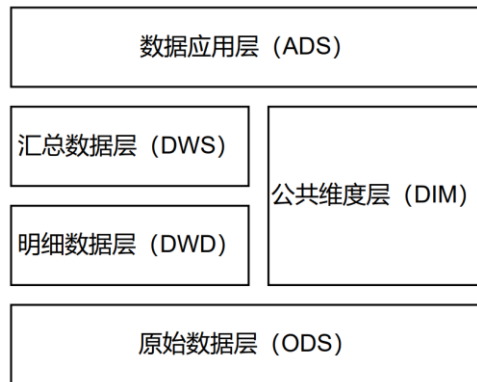 数据应用层（ADS）
汇总数据层（DWS）
公共维度层（DIM）
明细数据层（DWD）
原始数据层（ODS）